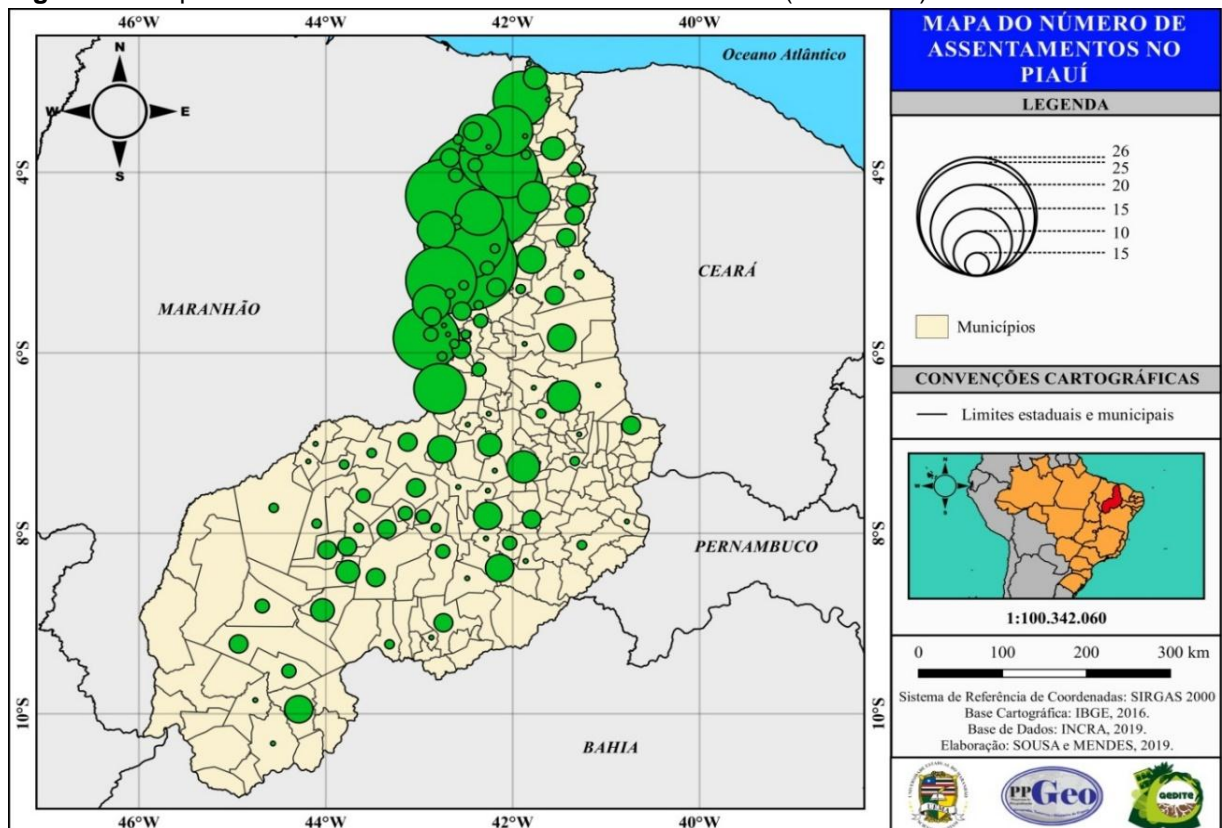 46°W 44°W 42°W 40°W
MAPA DO NÚMERO DE
ASSENTAMENTOS NO
PIAUÍ
LEGENDA
26
25
20
15
10
15
Municípios
CONVENÇÕES CARTOGRÁFICAS
Limites estaduais e municipais
1:100.342.060
0 100 200 300 km
Sistema de Referência de Coordenadas: SIRGAS 2000
Base Cartográfica: IBGE, 2016.
Base de Dados: INCRA, 2019.
Elaboração: SOUSA e MENDES, 2019.
PPGeo
GEDITE
N
W E
S
Oceano Atlântico
4°S 4°S
CEARÁ
MARANHÃO
6°S 6°S
8°S 8°S
PERNAMBUCO
10°S 10°S
BAHIA
46°W 44°W 42°W 40°W